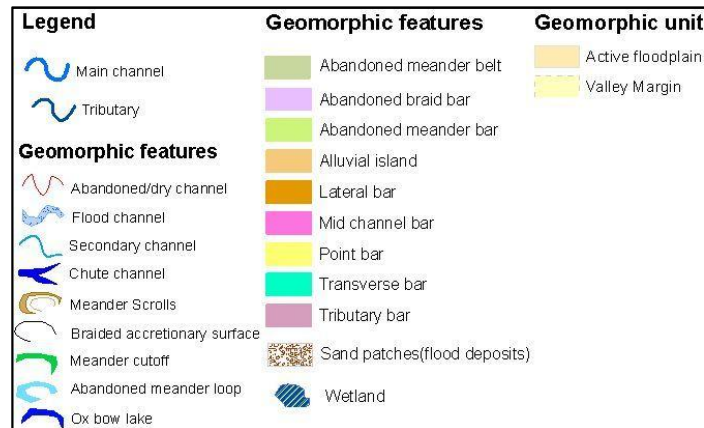 Legend
Main channel
Tributary
Geomorphic features
Abandoned/dry channel
Flood channel
Secondary channel
Chute channel
Meander Scrolls
Braided accretionary surface
Meander cutoff
Abandoned meander loop
Ox bow lake
Geomorphic features
Abandoned meander belt
Abandoned braid bar
Abandoned meander bar
Alluvial island
Lateral bar
Mid channel bar
Point bar
Transverse bar
Tributary bar
Sand patches(flood deposits)
Wetland
Geomorphic unit
Active floodplain
Valley Margin